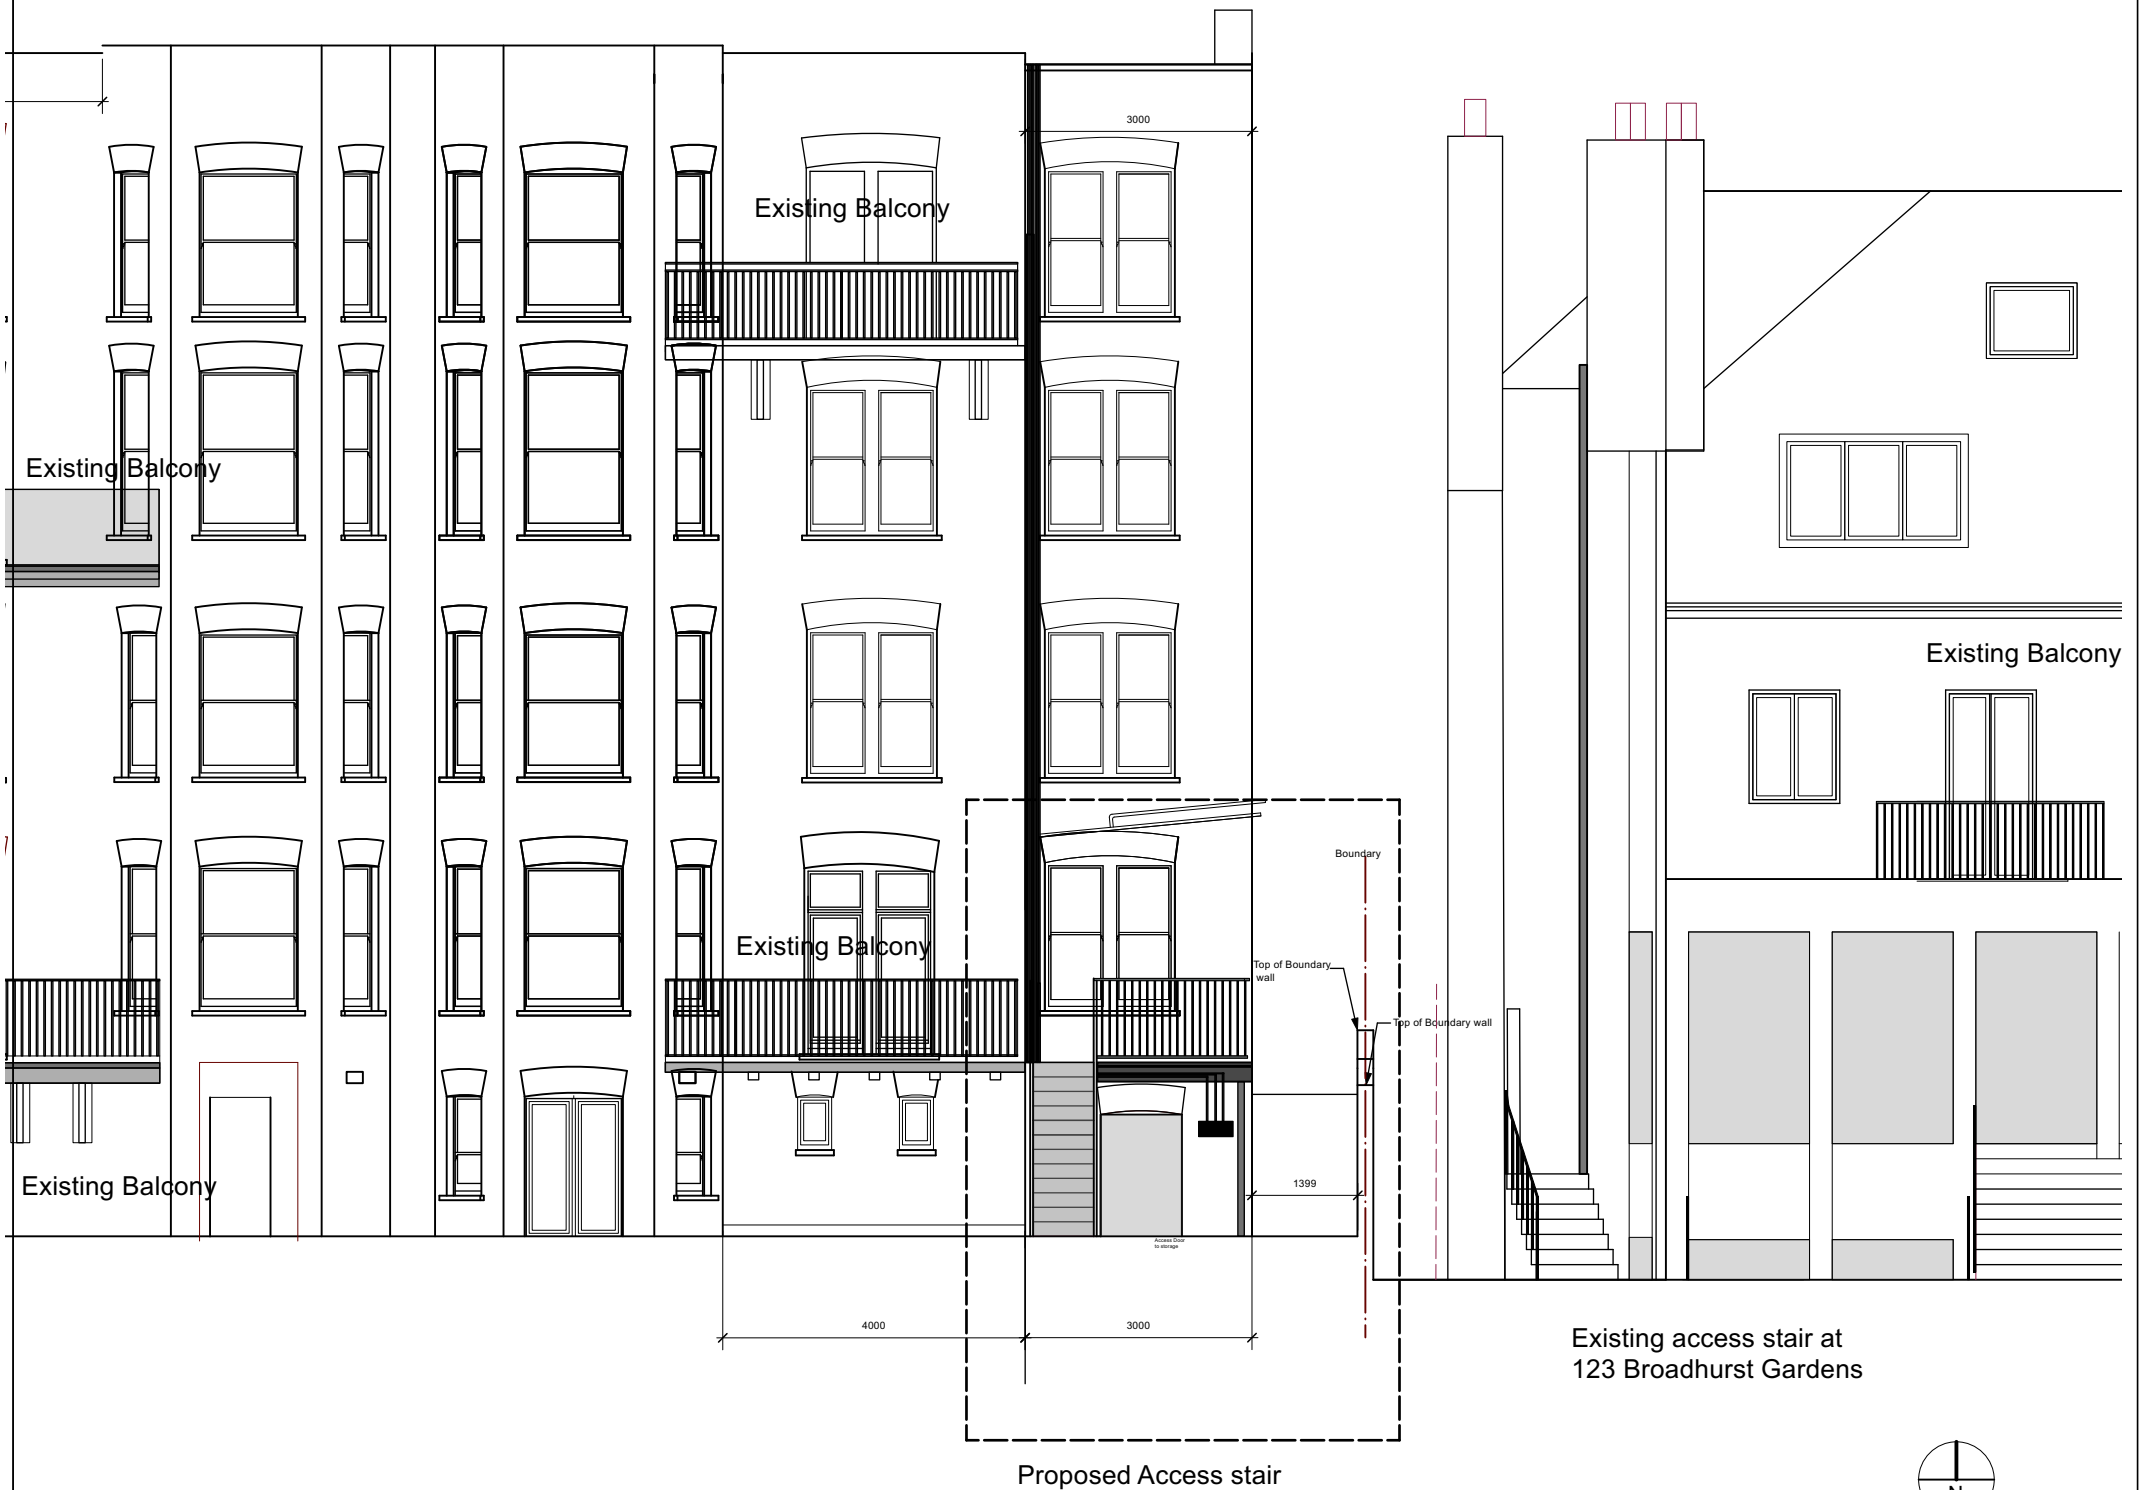 3000
Existing Balcony
Existing Balcony
Existing Balcony
Boundary
Existing Balcony
Top of Boundary
wall
Top of Boundary wall
Existing Balcony
1399
Access Door
to storage
4000
3000
Existing access stair at
123 Broadhurst Gardens
Proposed Access stair
N